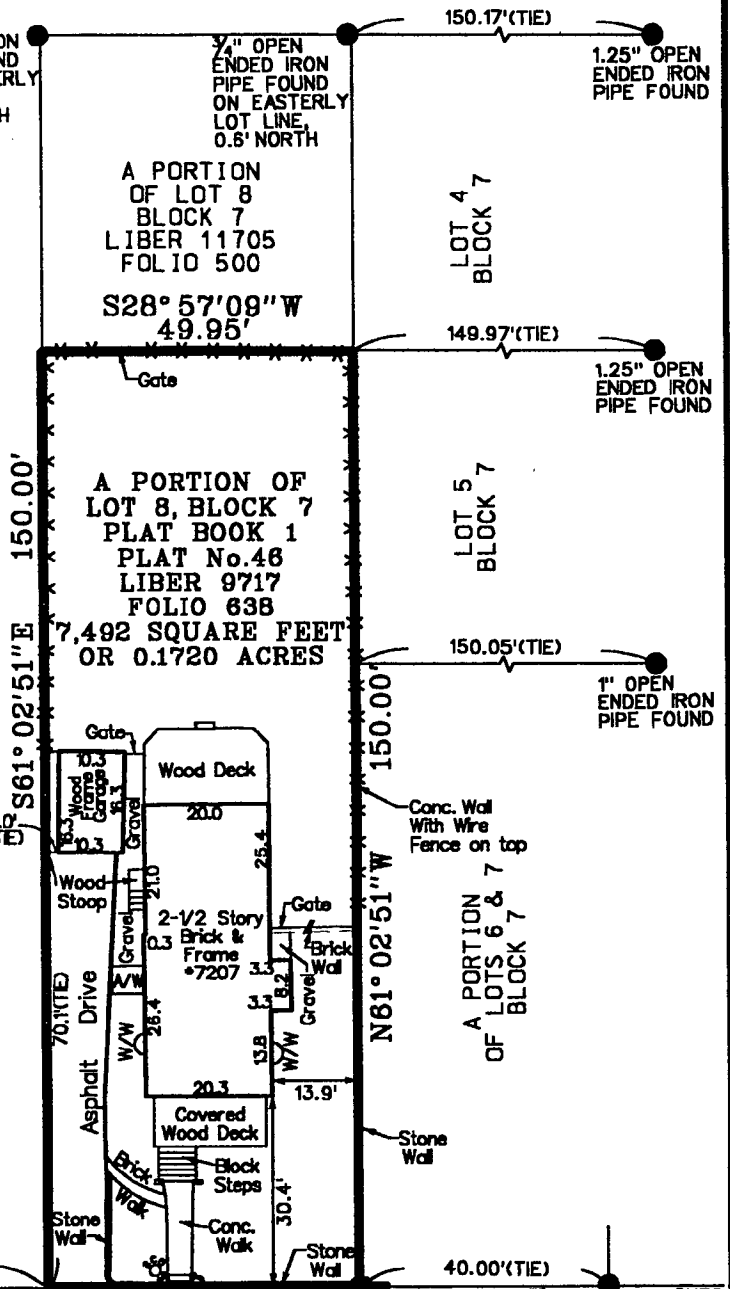 150.17'(TIE)
3/4" OPEN
ENDED IRON
PIPE FOUND
ON EASTERLY
LOT LINE,
0.6' NORTH
1.25" OPEN
ENDED IRON
PIPE FOUND
A PORTION
OF LOT 8
BLOCK 7
LIBER 11705
FOLIO 500
LOT 4
BLOCK 7
S28°57'09"W
49.95'
149.97'(TIE)
Gate
1.25" OPEN
ENDED IRON
PIPE FOUND
S61°02'51"E 150.00'
A PORTION OF
LOT 8, BLOCK 7
PLAT BOOK 1
PLAT No.46
LIBER 9717
FOLIO 638
7,492 SQUARE FEET
OR 0.1720 ACRES
LOT 5
BLOCK 7
150.05'(TIE)
1" OPEN
ENDED IRON
PIPE FOUND
N61°02'51"W 150.00'
Gate
10.3
Wood
Frame
Garage
16.3
16.3
10.3
Gravel
Wood Deck
20.0
25.4
Conc. Wall
With Wire
Fence on top
Wood
Stoop
21.0
2-1/2 Story
Brick &
Frame
*7207
Gate
Brick
Wall
Gravel
0.3
3.3
8.2
3.3
Gravel
A/W
26.4
W/W
13.8
W/W
A PORTION
OF LOTS 6 & 7
BLOCK 7
70.1'(TIE)
Asphalt Drive
20.3
13.9'
Covered
Wood Deck
Stone
Wall
Brick
Walk
Block
Steps
30.4'
Stone
Wall
Conc.
Walk
Stone
Wall
40.00'(TIE)